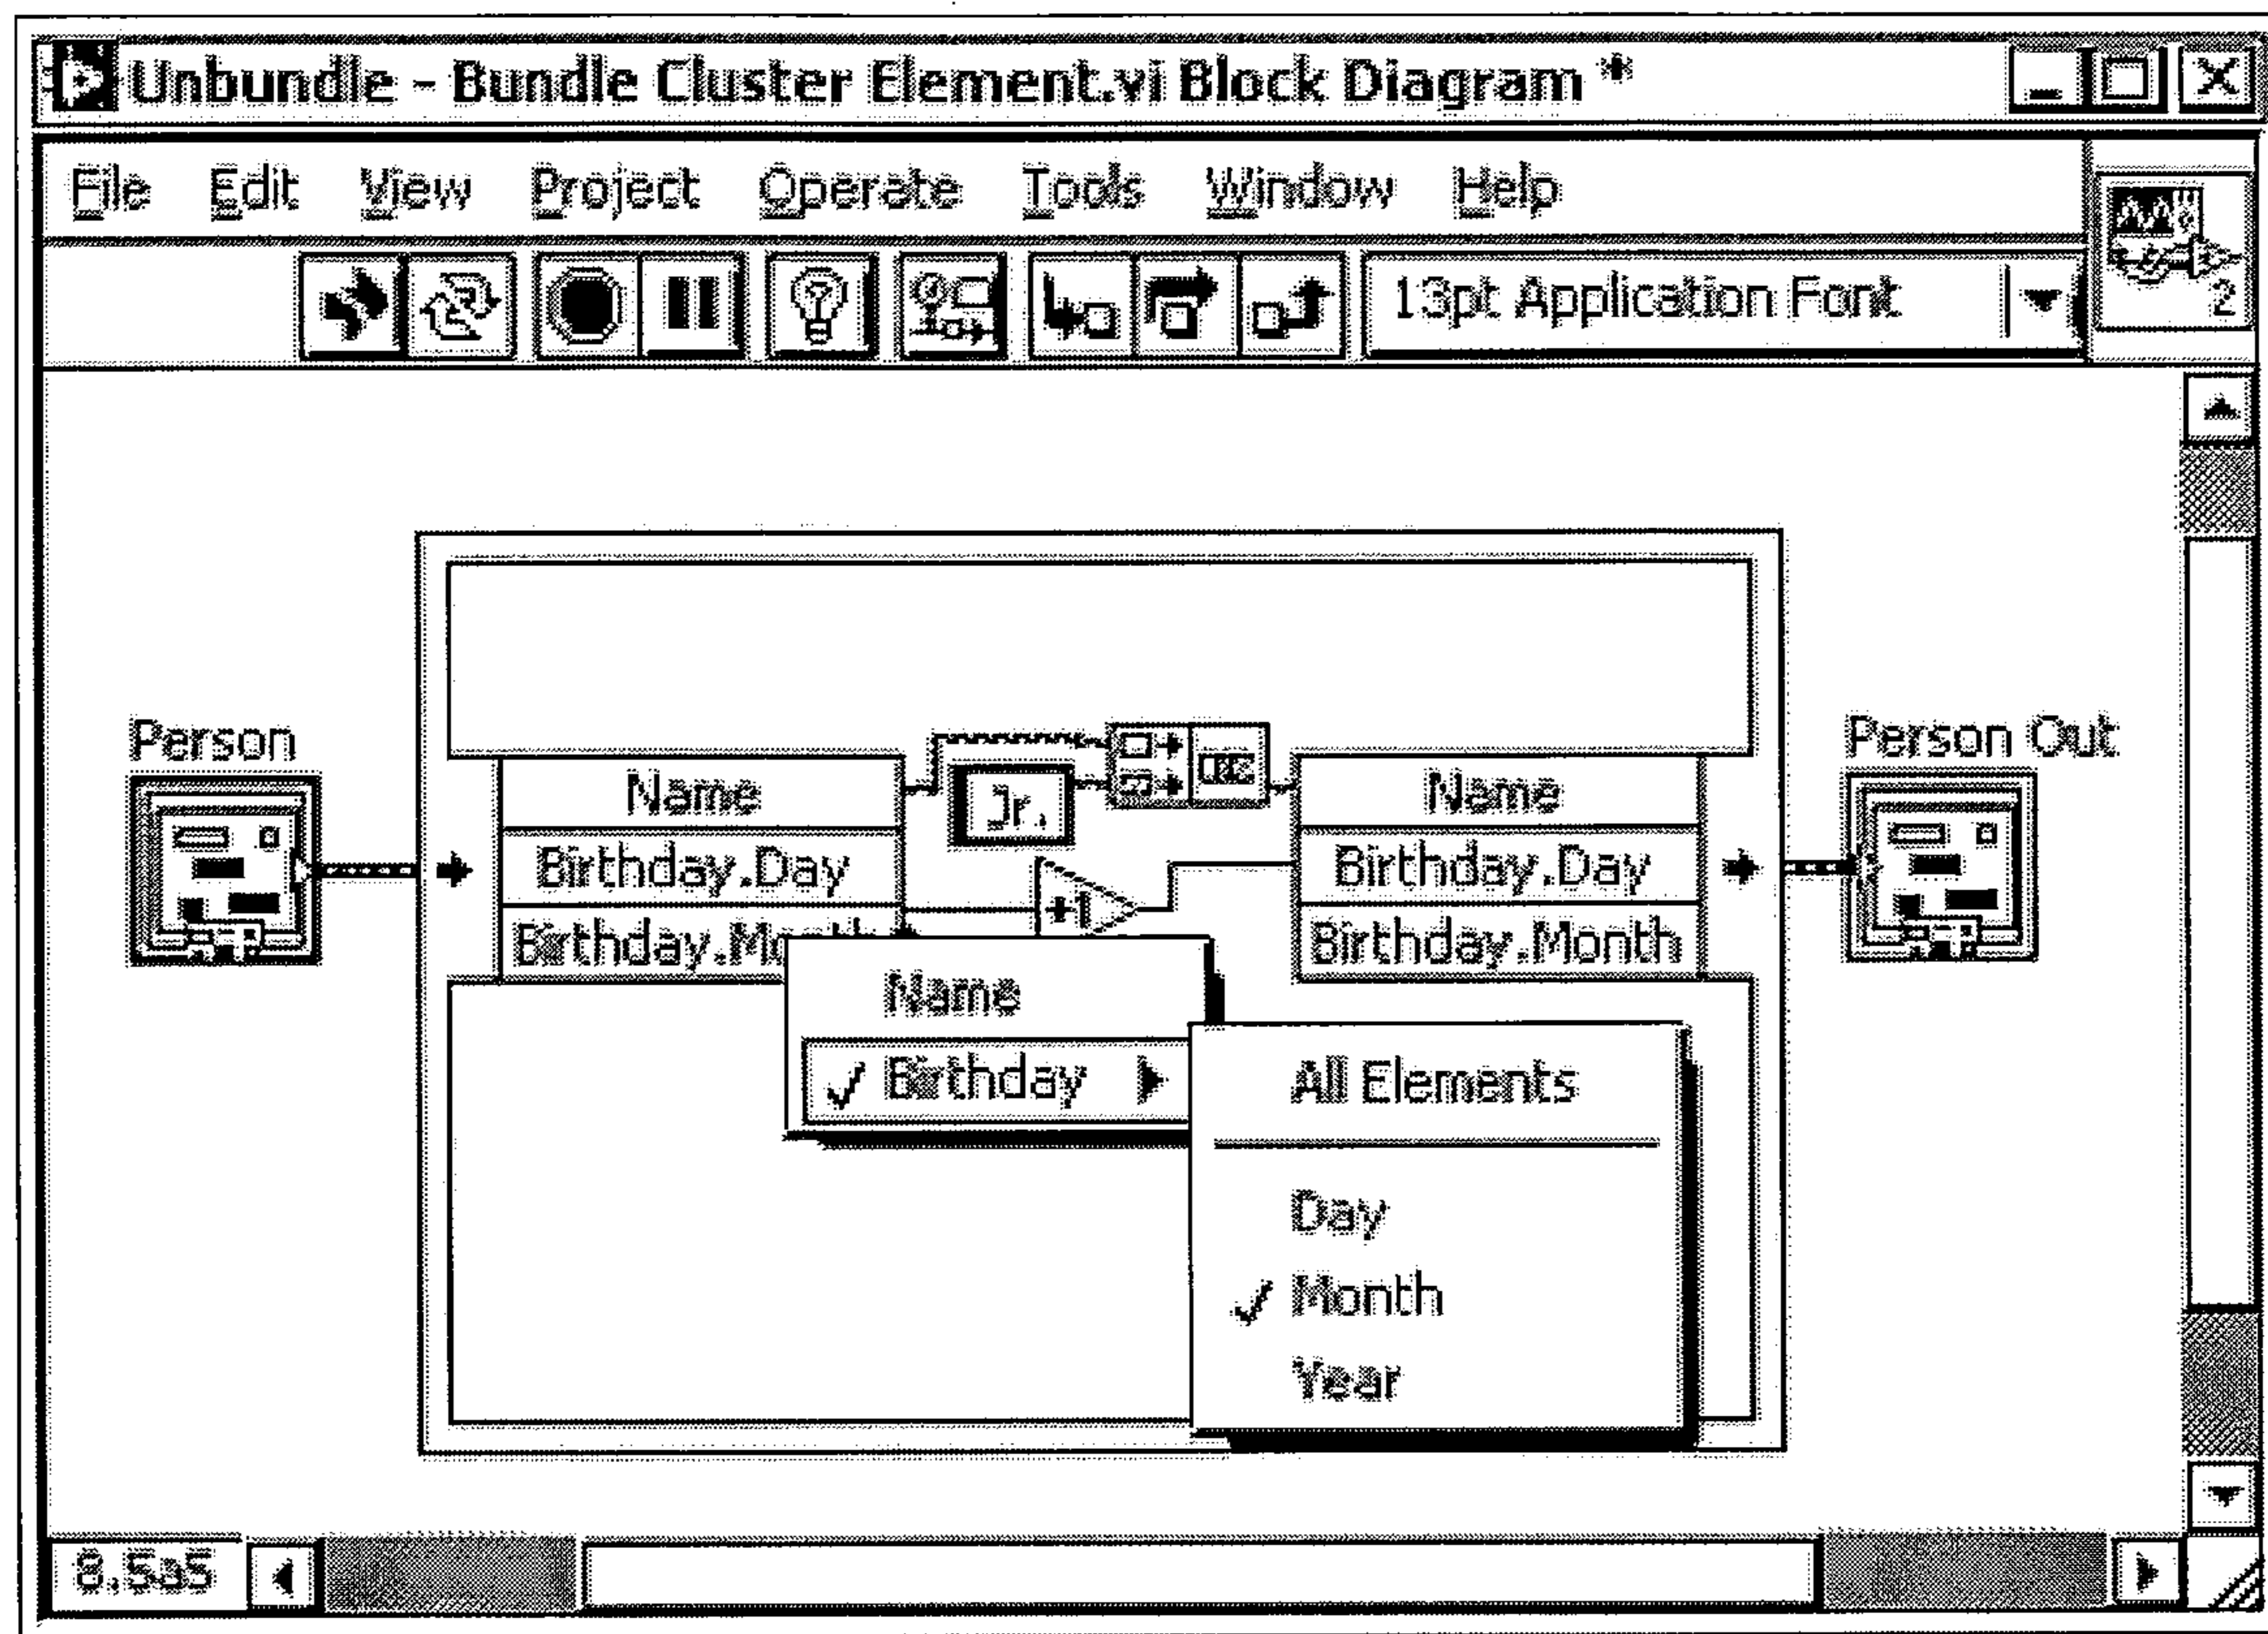 Unbundle - Bundle Cluster Element.vi Block Diagram *
File Edit View Project Operate Tools Window Help
13pt Application Font
2
Person
Person Out
Name
Name
Jr.
Birthday.Day
Birthday.Day
+1
Birthday.Month
Name
Birthday
All Elements
Day
Month
Year
8.5a5